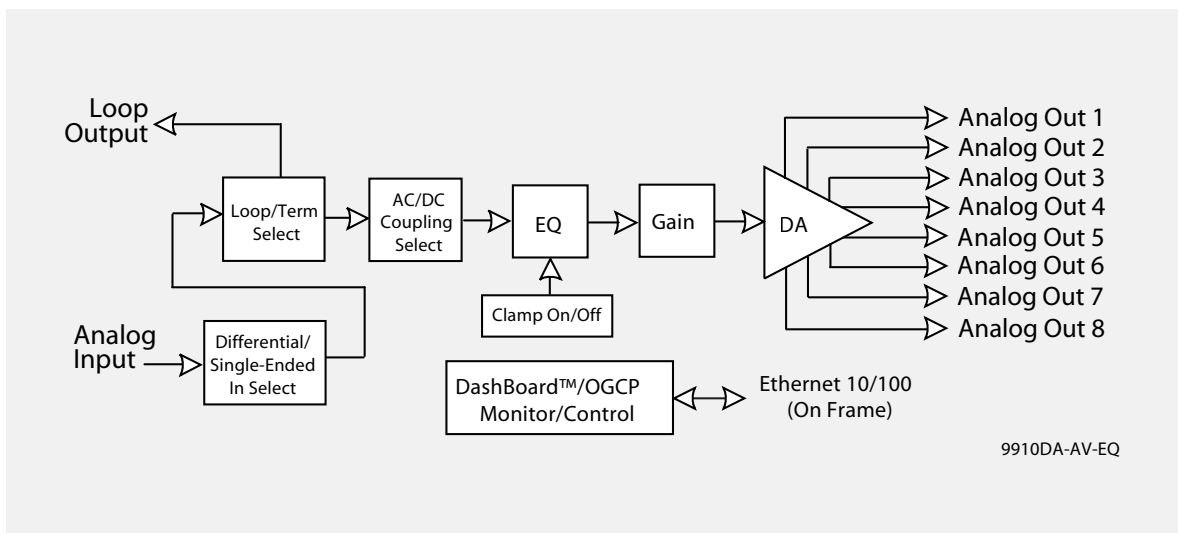 Loop
Output
Loop/Term
Select
AC/DC
Coupling
Select
EQ
Gain
DA
Analog Out 1
Analog Out 2
Analog Out 3
Analog Out 4
Analog Out 5
Analog Out 6
Analog Out 7
Analog Out 8
Clamp On/Off
Analog
Input
Differential/
Single-Ended
In Select
DashBoard™/OGCP
Monitor/Control
Ethernet 10/100
(On Frame)
9910DA-AV-EQ